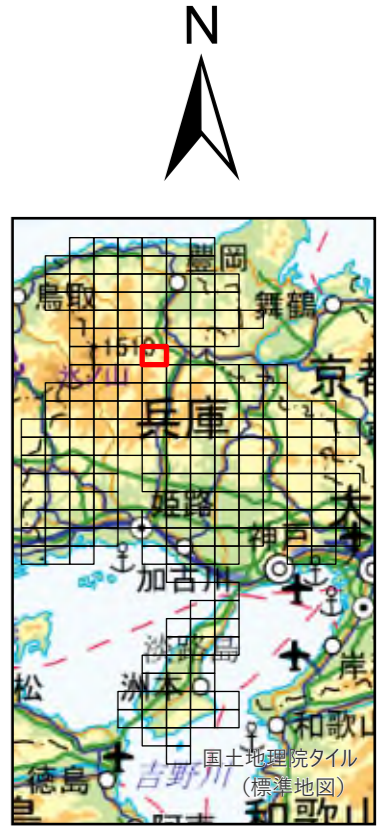 N
豊岡
鳥取
舞鶴
1510
氷ノ山
京都
兵庫
姫路
神戸
大
加古川
淡路島
岸
松
洲本
和歌山
国土地理院タイル
徳島
吉野川
(標準地図)
和歌山